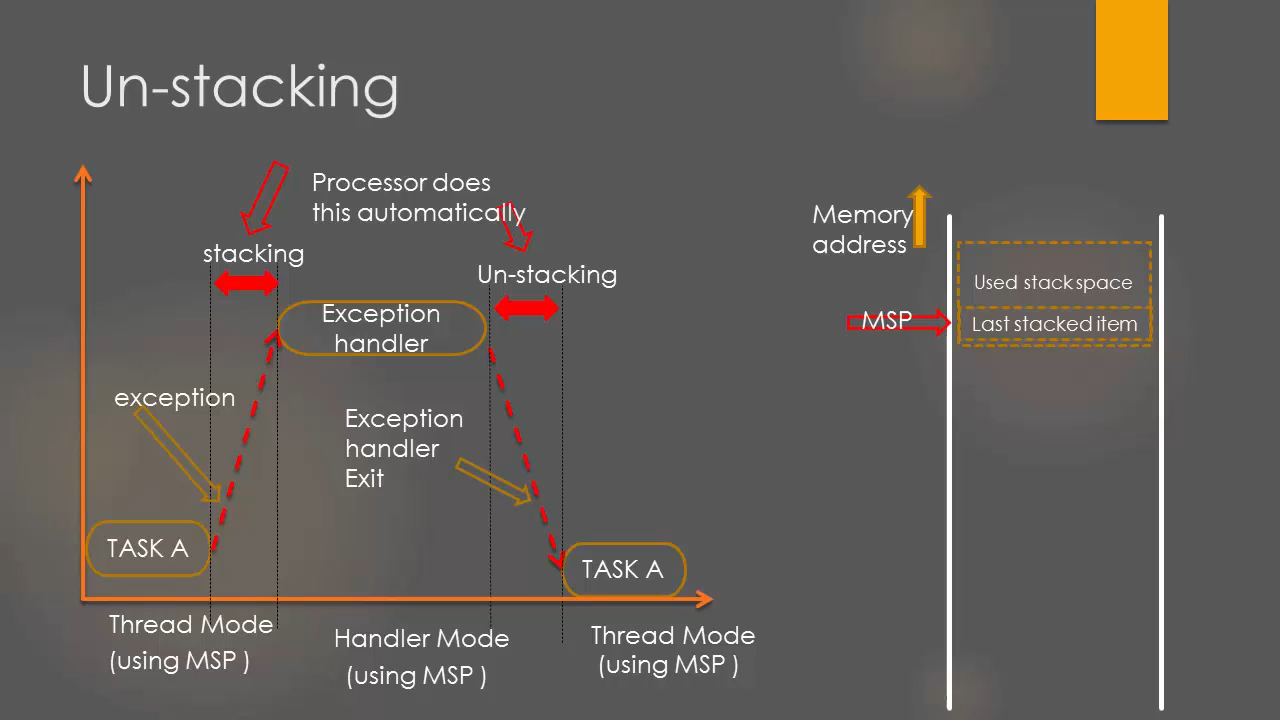 Un-stacking
Processor does
this automatically
stacking
Un-stacking
Exception
handler
exception
Exception
handler
Exit
TASK A
TASK A
Thread Mode
(using MSP )
Handler Mode
(using MSP )
Thread Mode
(using MSP )
Memory
address
Used stack space
MSP
Last stacked item